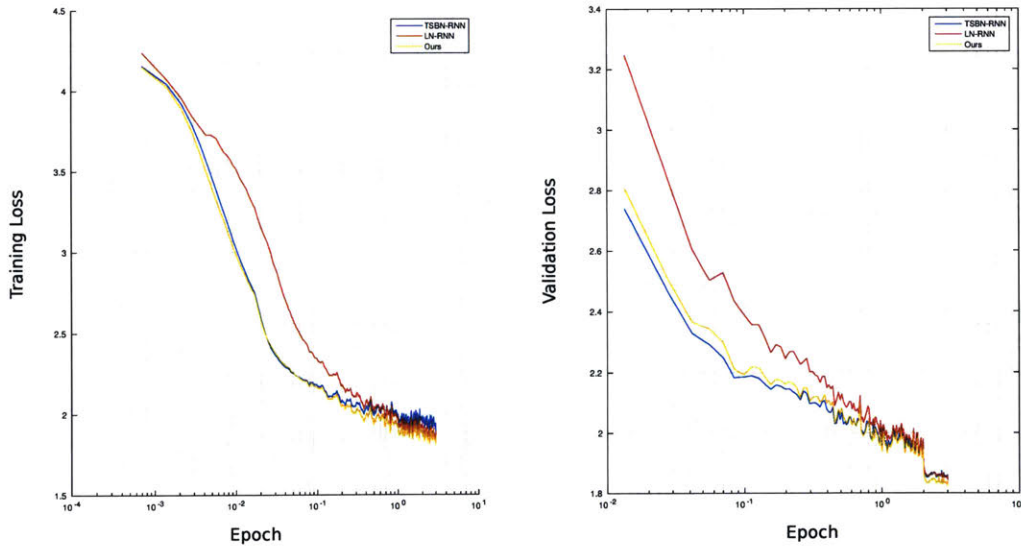 4.5
4
3.5
3
2.5
2
1.5
10⁻⁴
10⁻³
10⁻²
10⁻¹
10⁰
10¹
Training Loss
Epoch
TSBN-RNN
LN-RNN
Ours
3.4
3.2
3
2.8
2.6
2.4
2.2
2
1.8
10⁻²
10⁻¹
10⁰
10
Validation Loss
Epoch
TSBN-RNN
LN-RNN
Ours